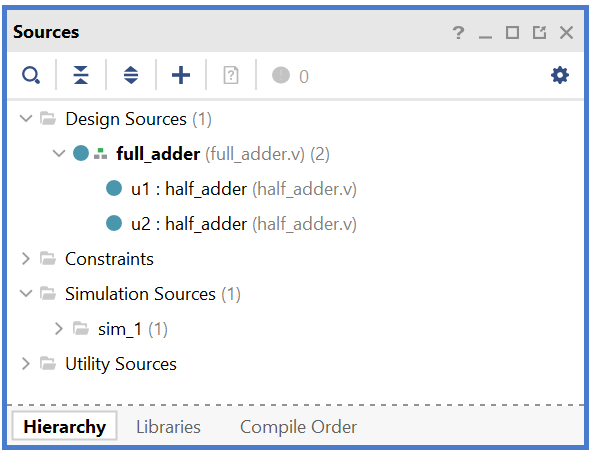 Sources
0
Design Sources (1)
full_adder (full_adder.v) (2)
u1 : half_adder (half_adder.v)
u2 : half_adder (half_adder.v)
Constraints
Simulation Sources (1)
sim_1 (1)
Utility Sources
Hierarchy Libraries Compile Order